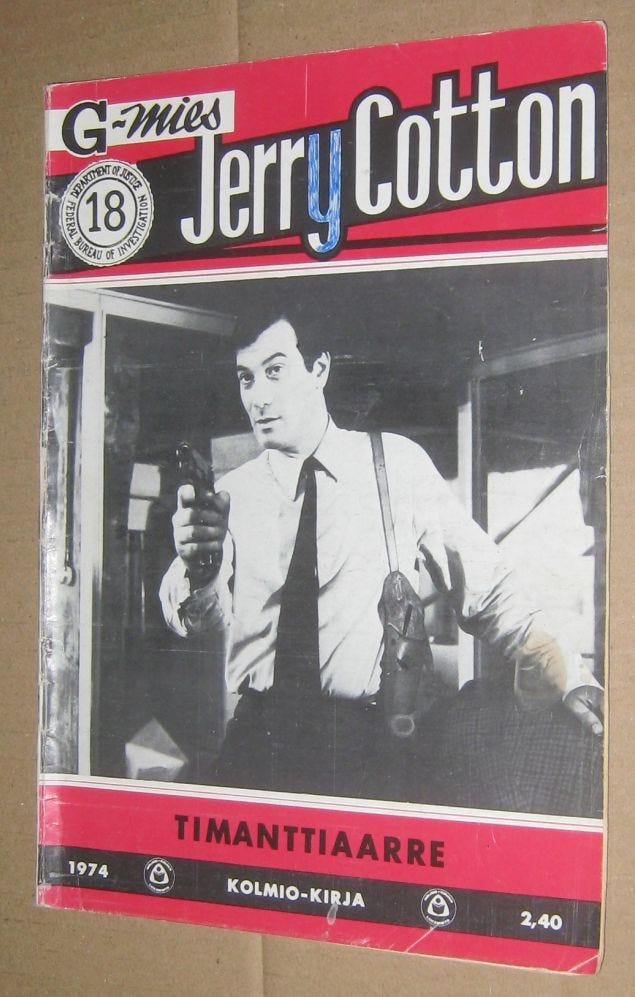 G-mies
Jerry Cotton
DEPARTMENT OF JUSTICE
18
FEDERAL BUREAU OF INVESTIGATION
TIMANTTIAARRE
1974
KOLMIO-KIRJA
2,40